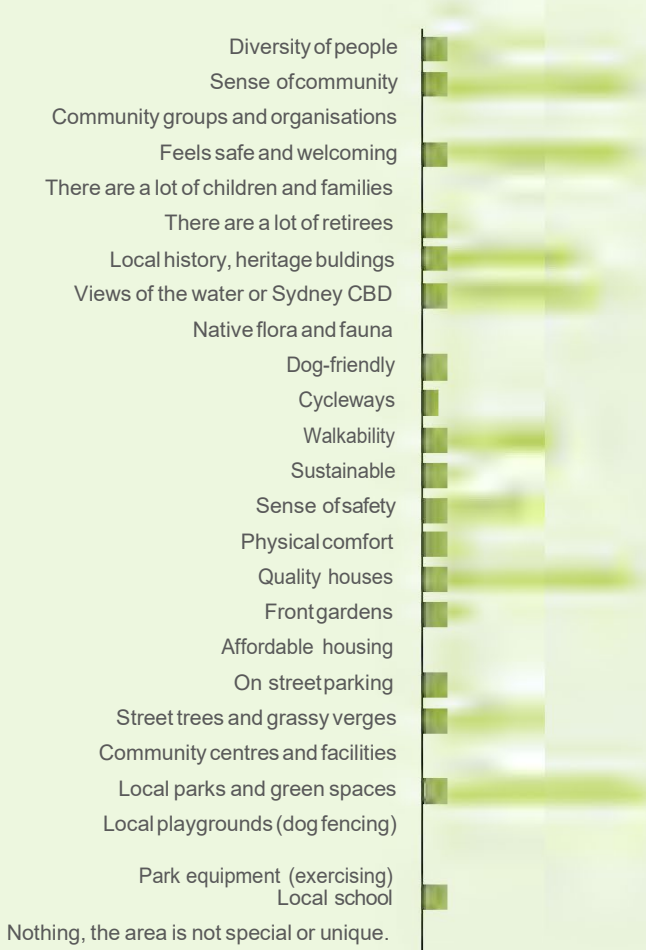 Diversity of people
Sense of community
Community groups and organisations
Feels safe and welcoming
There are a lot of children and families
There are a lot of retirees
Local history, heritage buldings
Views of the water or Sydney CBD
Native flora and fauna
Dog-friendly
Cycleways
Walkability
Sustainable
Sense of safety
Physical comfort
Quality houses
Front gardens
Affordable housing
On street parking
Street trees and grassy verges
Community centres and facilities
Local parks and green spaces
Local playgrounds (dog fencing)
Park equipment (exercising)
Local school
Nothing, the area is not special or unique.